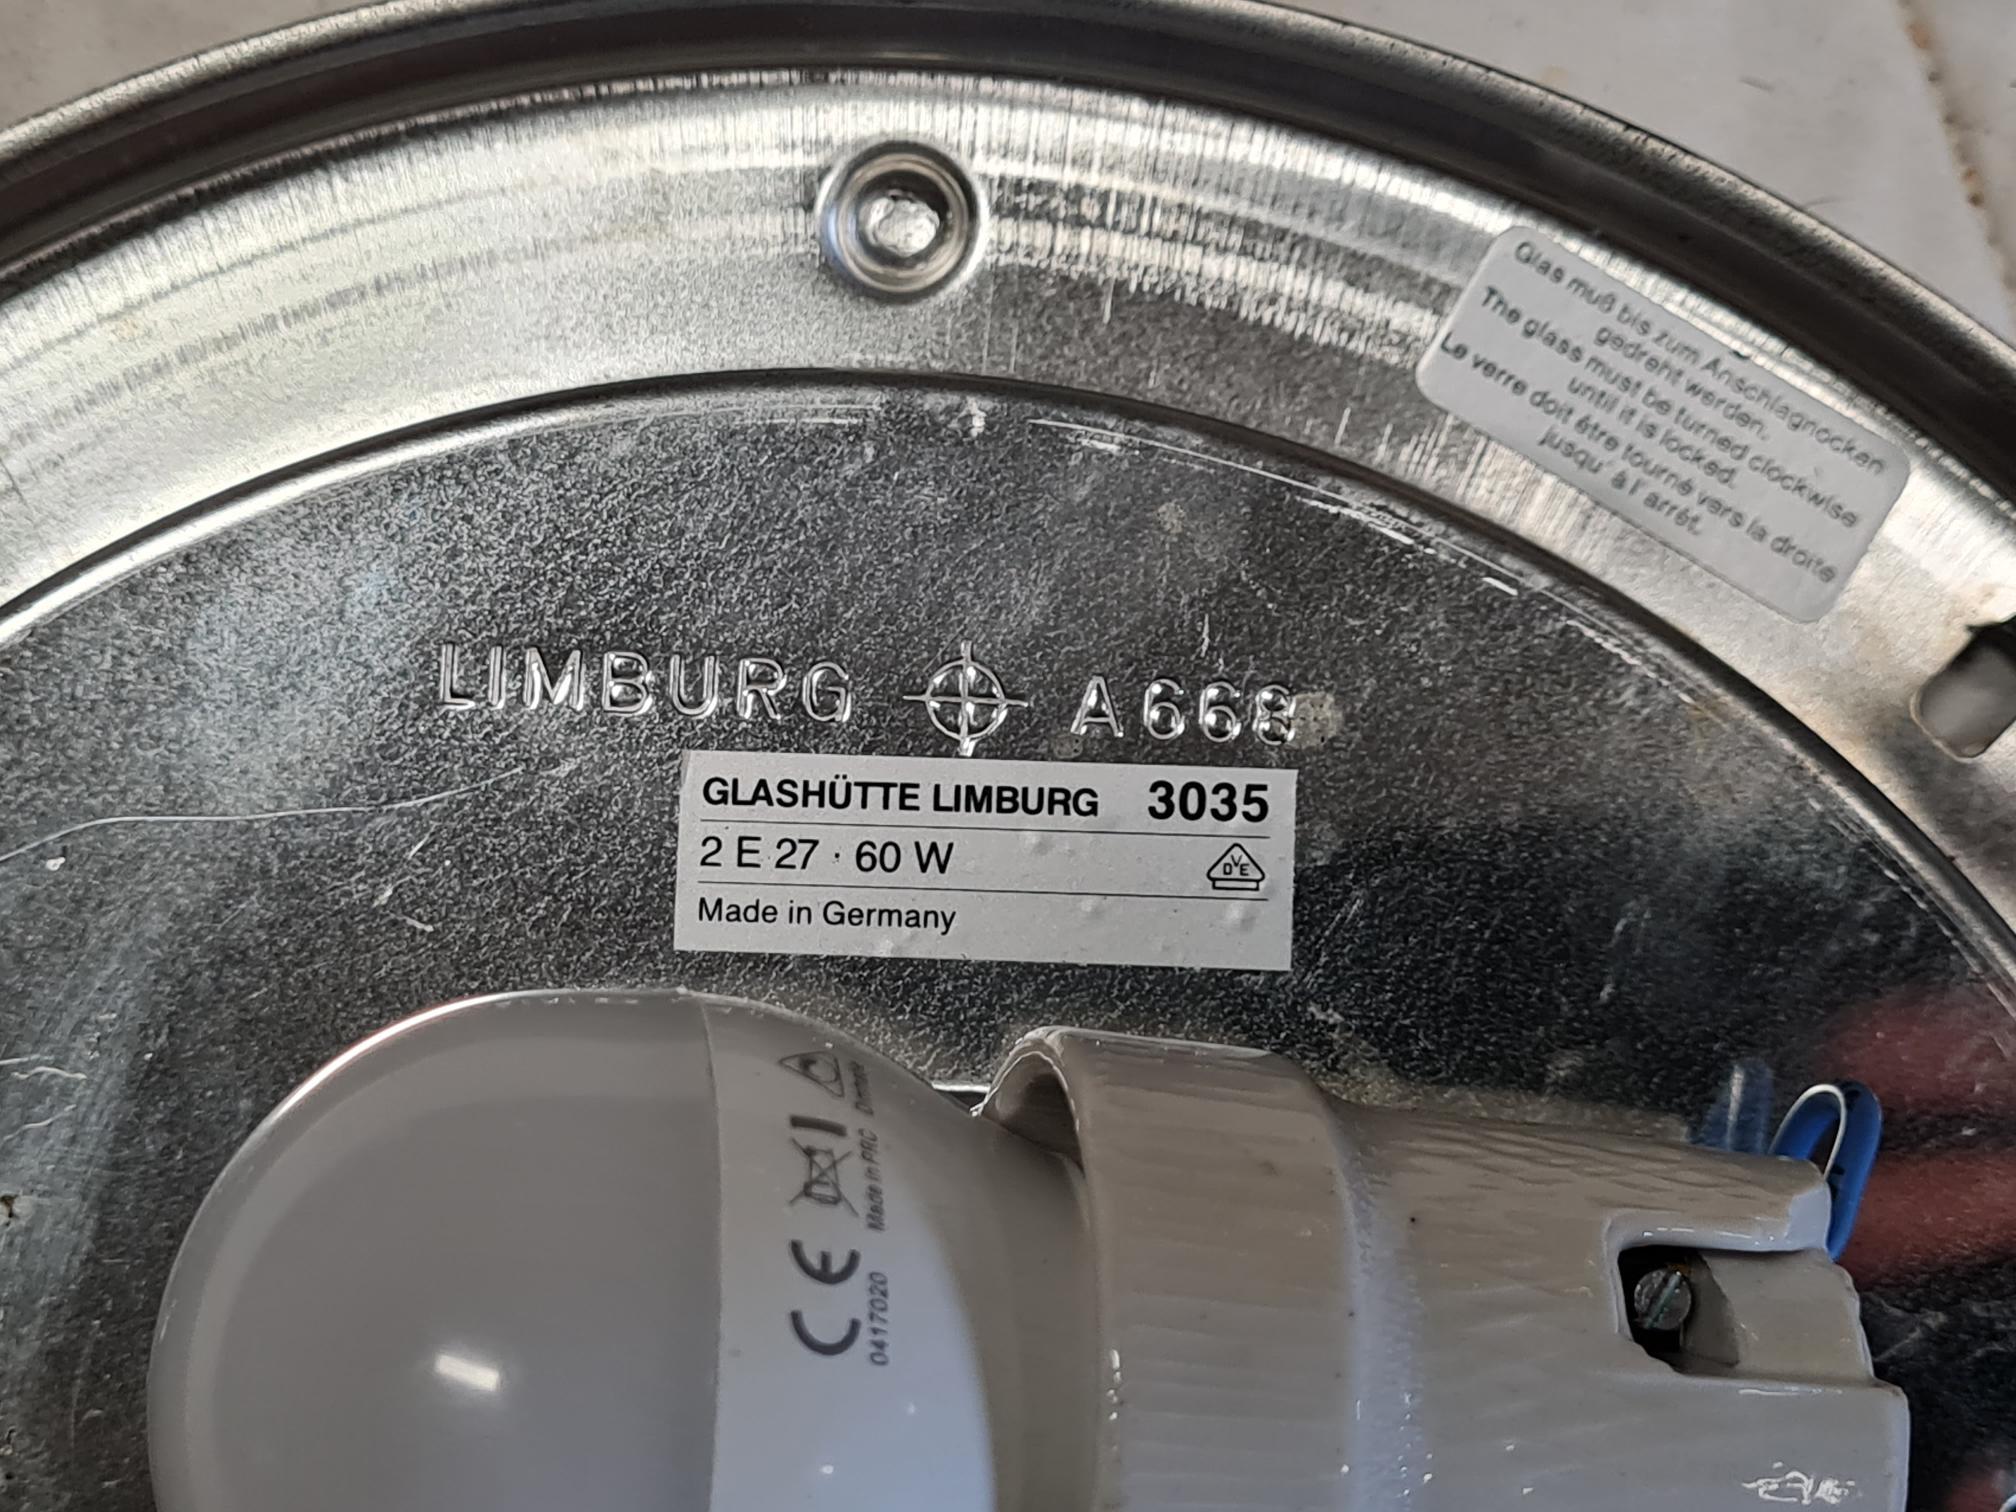 Glas muß bis zum Anschlagnocken
gedreht werden.
The glass must be turned clockwise
until it is locked.
Le verre doit être tourné vers la droite
jusqu' à l' arrêt.
LIMBURG A668
GLASHÜTTE LIMBURG 3035
2 E 27 · 60 W
DVE
Made in Germany
CE
0417020
Made in PRC